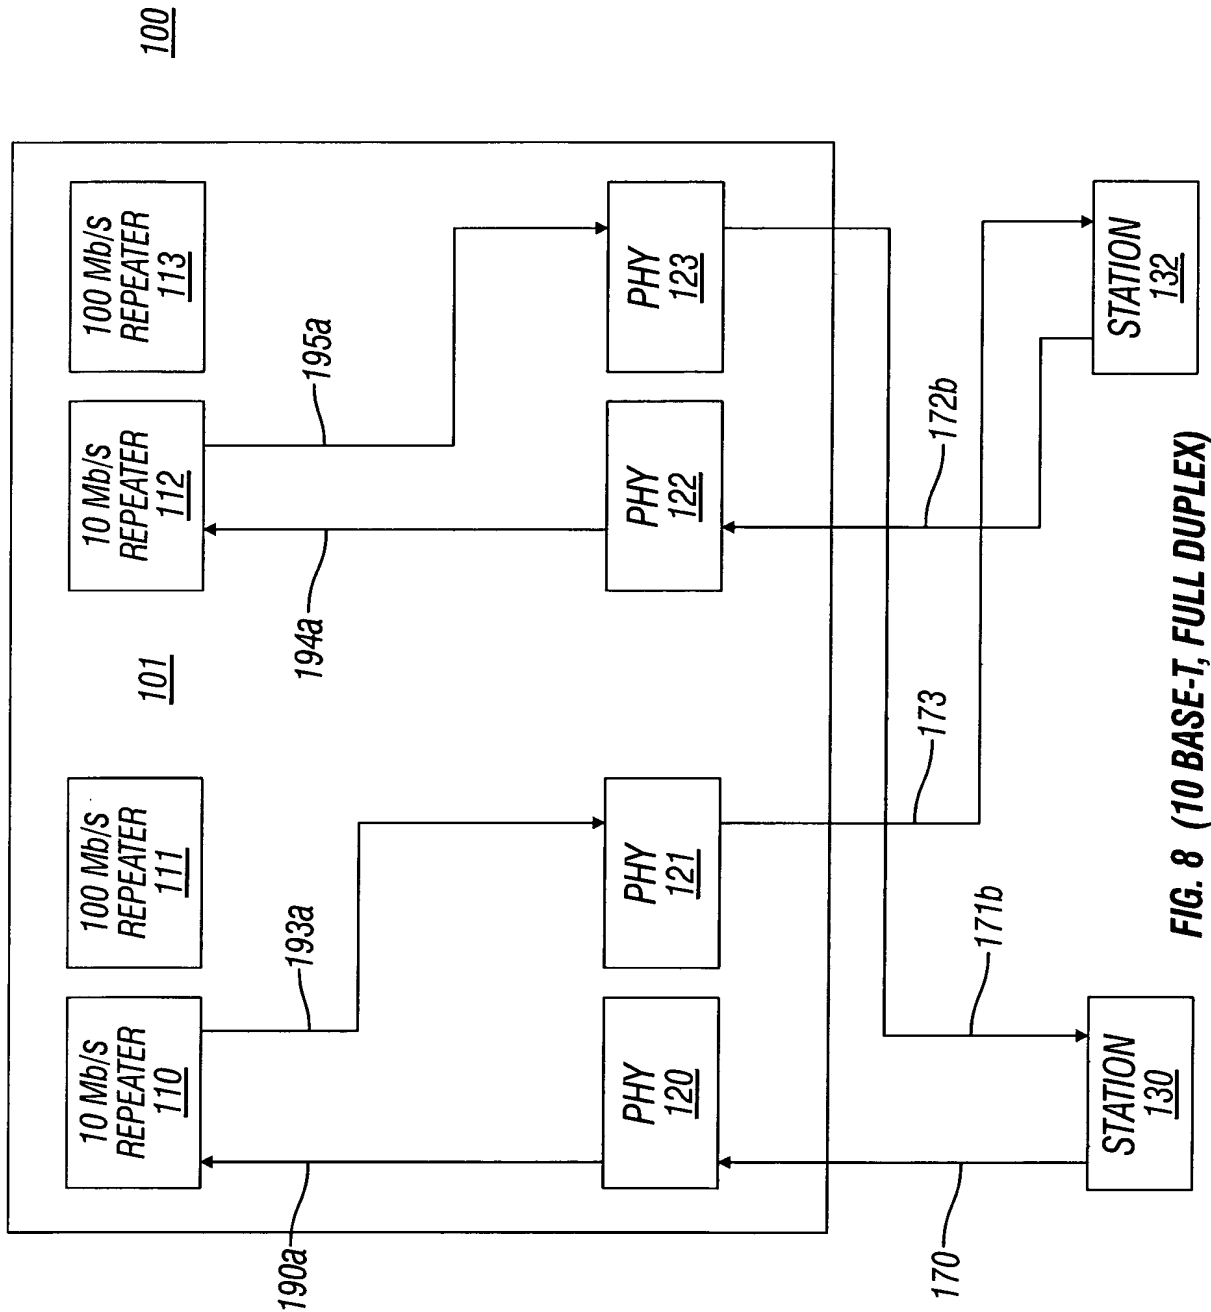 100
10 Mb/s
REPEATER
110
100 Mb/s
REPEATER
111
101
10 Mb/s
REPEATER
112
100 Mb/s
REPEATER
113
190a
193a
194a
195a
PHY
120
PHY
121
PHY
122
PHY
123
170
171b
173
172b
STATION
130
STATION
132
FIG. 8 (10 BASE-T, FULL DUPLEX)